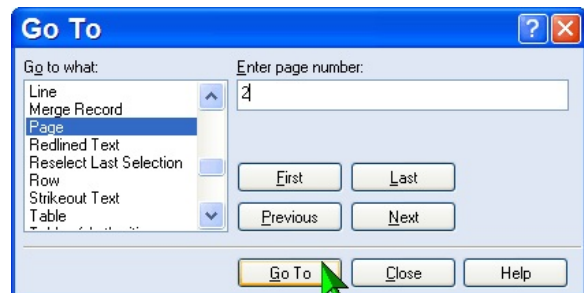 Go To
Go to what:
Line
Merge Record
Page
Redlined Text
Reselect Last Selection
Row
Strikeout Text
Table
Enter page number:
2
First
Last
Previous
Next
Go To
Close
Help